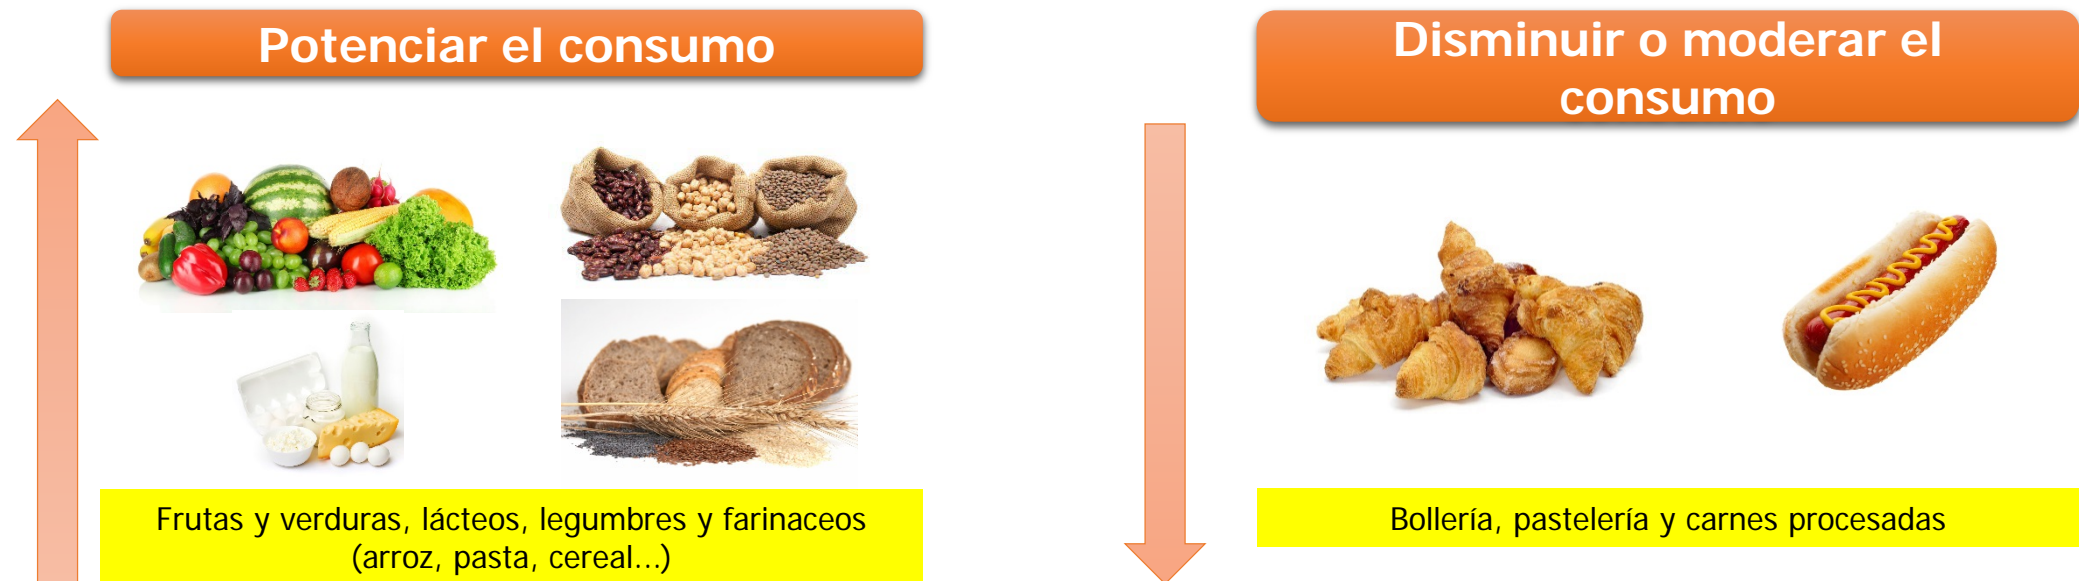 Potenciar el consumo
Frutas y verduras, lácteos, legumbres y farinaceos
(arroz, pasta, cereal...)
Disminuir o moderar el
consumo
Bollería, pastelería y carnes procesadas